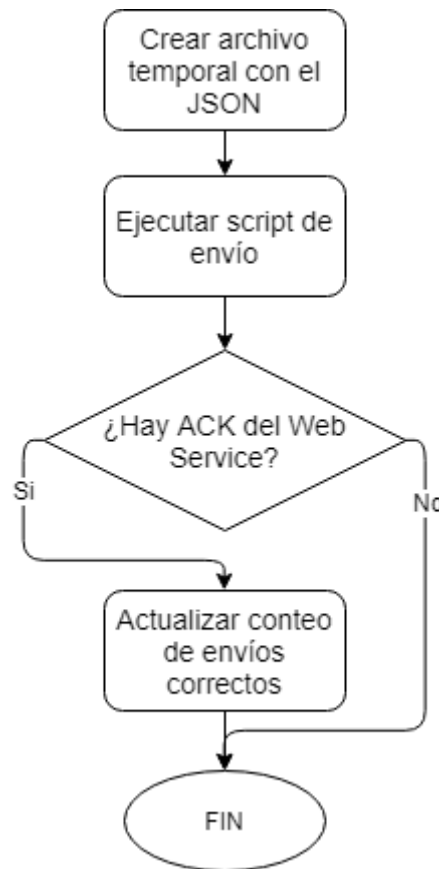 Crear archivo
temporal con el
JSON
Ejecutar script de
envío
¿Hay ACK del Web
Service?
Si
No
Actualizar conteo
de envíos
correctos
FIN